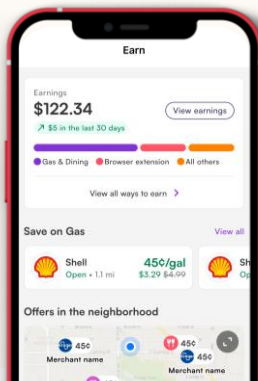 Earn
Earnings
$122.34
View earnings
$5 in the last 30 days
Gas & Dining
Browser extension
All others
View all ways to earn
Save on Gas
View all
Shell
45¢/gal
Sh
Open • 1.1 mi
$3.29 $4.99
Op
Offers in the neighborhood
45¢
45¢
45¢
Merchant name
Merchant name